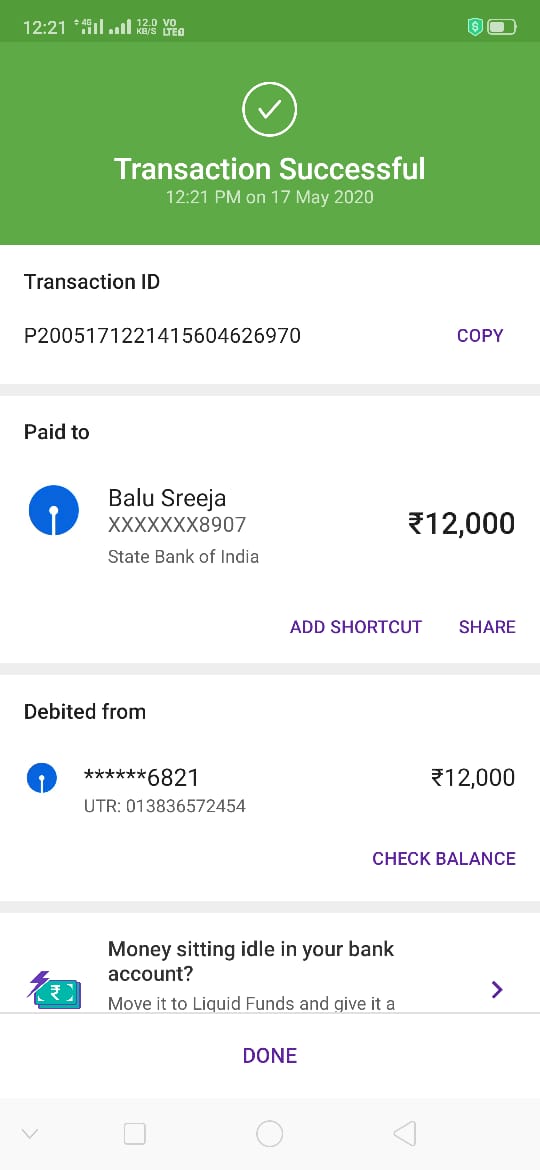 12:21 4G 12.0 KB/S VO LTE
Transaction Successful
12:21 PM on 17 May 2020
Transaction ID
P2005171221415604626970 COPY
Paid to
Balu Sreeja
XXXXXXX8907 ₹12,000
State Bank of India
ADD SHORTCUT SHARE
Debited from
******6821 ₹12,000
UTR: 013836572454
CHECK BALANCE
Money sitting idle in your bank
account?
Move it to Liquid Funds and give it a
DONE